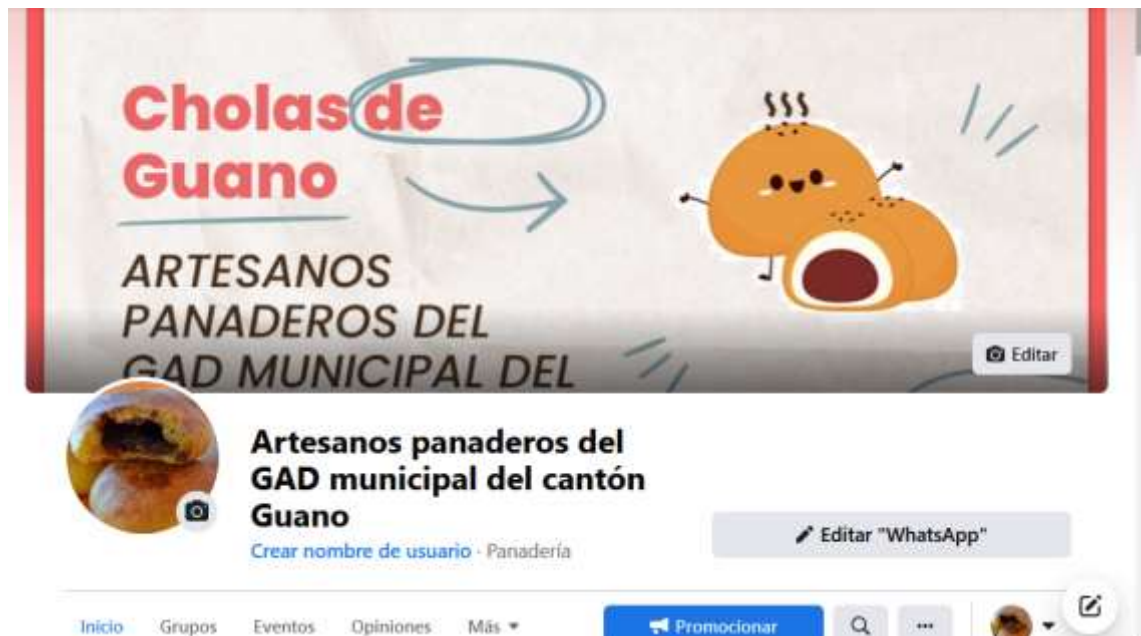 Cholas de
Guano
ARTESANOS
PANADEROS DEL
GAD MUNICIPAL DEL
Editar
Artesanos panaderos del
GAD municipal del cantón
Guano
Crear nombre de usuario · Panadería
Editar "WhatsApp"
Inicio Grupos Eventos Opiniones Más
Promocionar